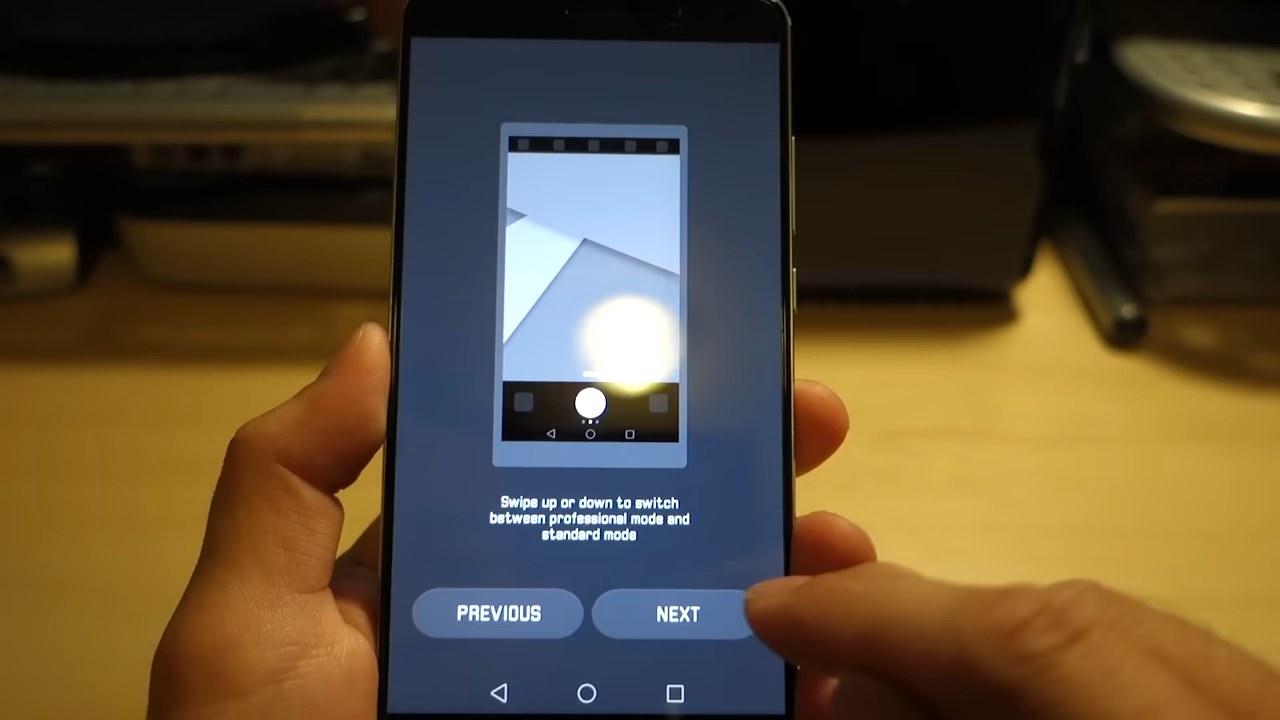 Swipe up or down to switch
between professional mode and
standard mode
PREVIOUS
NEXT